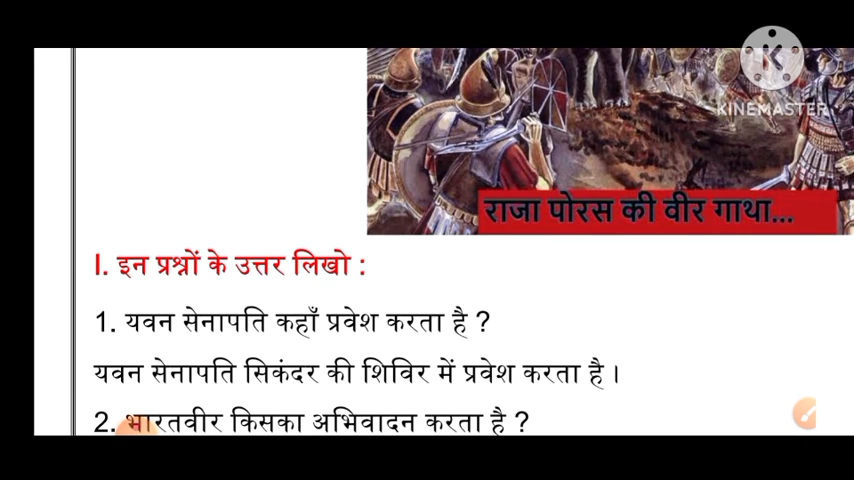 KINEMASTER
राजा पोरस की वीर गाथा...
I. इन प्रश्नों के उत्तर लिखो :
1. यवन सेनापति कहाँ प्रवेश करता है ?
यवन सेनापति सिकंदर की शिविर में प्रवेश करता है ।
2. भारतवीर किसका अभिवादन करता है ?